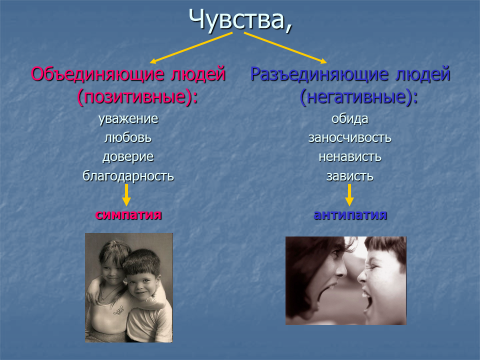 Чувства,
Объединяющие людей
(позитивные):
уважение
любовь
доверие
благодарность
симпатия
Разъединяющие людей
(негативные):
обида
заносчивость
ненависть
зависть
антипатия